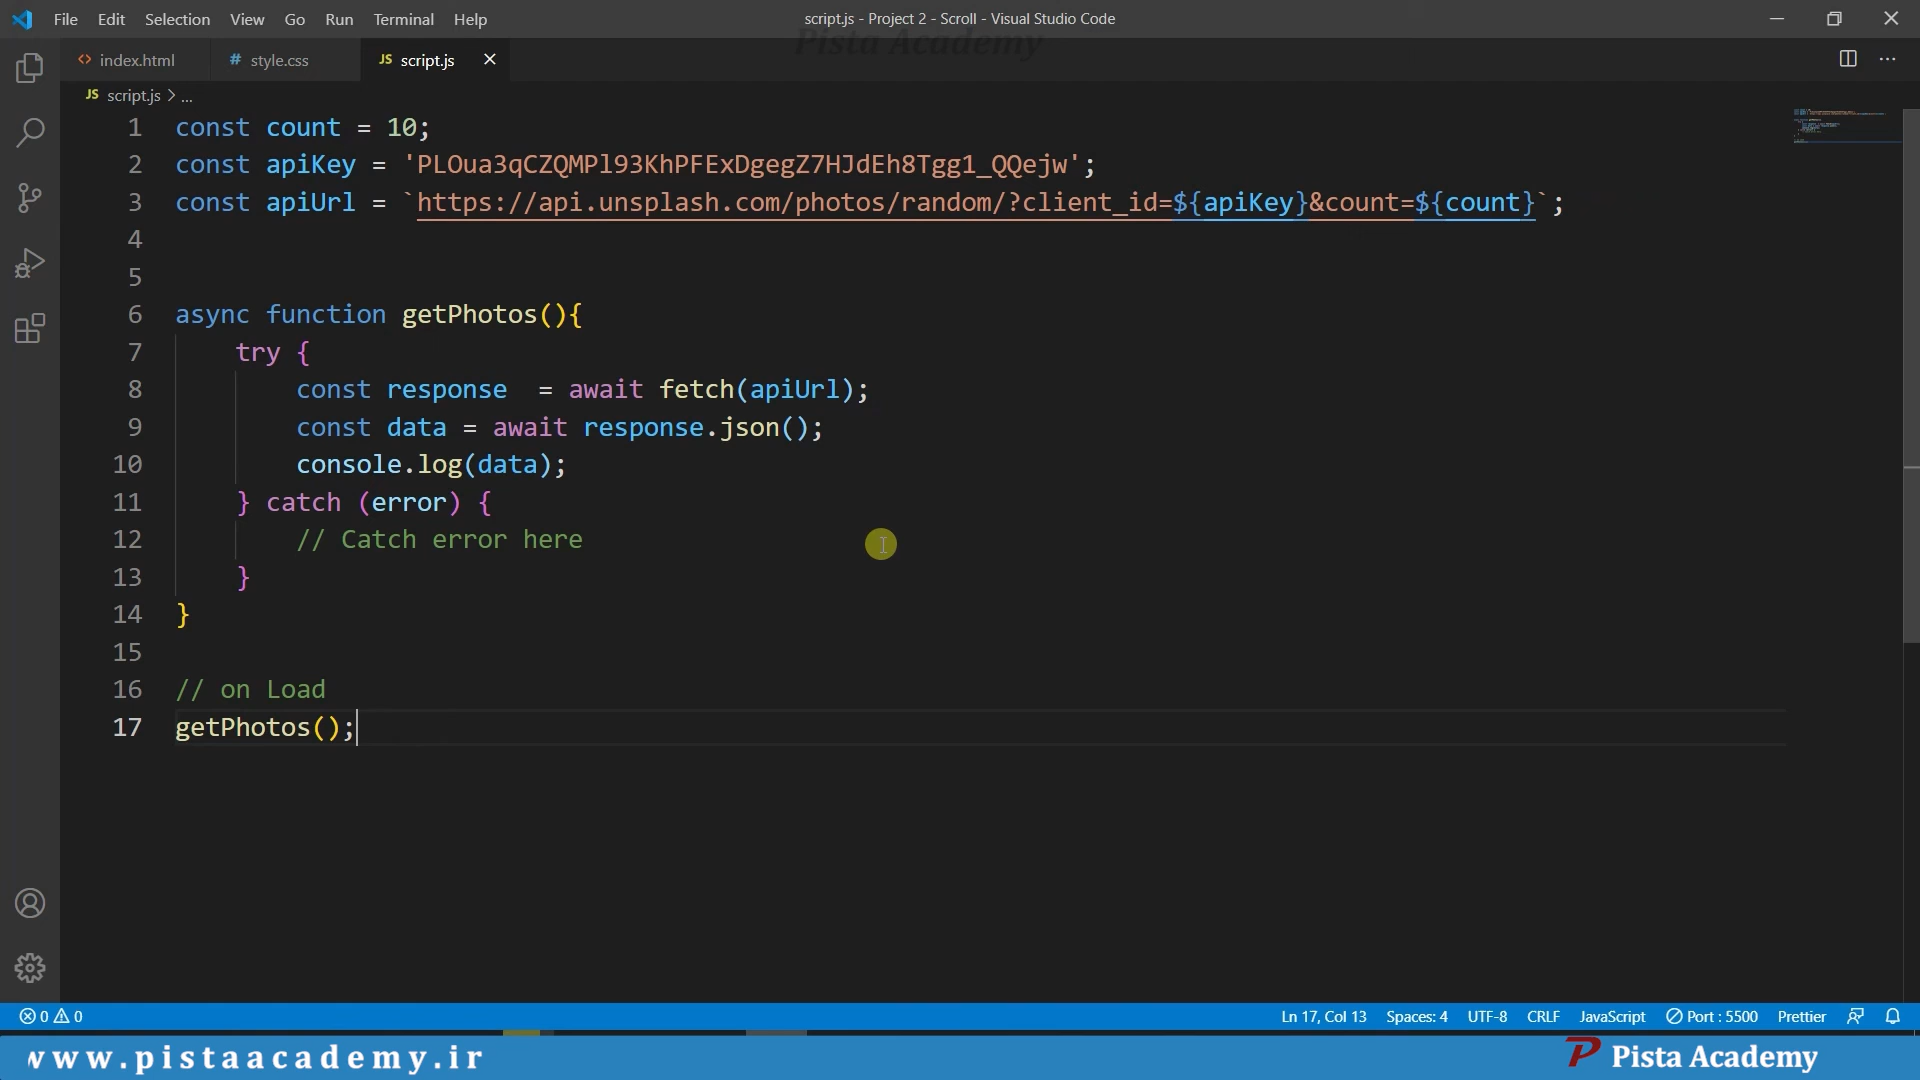 File Edit Selection View Go Run Terminal Help
script.js - Project 2 - Scroll - Visual Studio Code
Pista Academy
<> index.html # style.css JS script.js
JS script.js > ...
1 const count = 10;
2 const apiKey = 'PLOua3qCZQMPl93KhPFExDgegZ7HJdEh8Tgg1_QQejw';
3 const apiUrl = `https://api.unsplash.com/photos/random/?client_id=${apiKey}&count=${count}`;
4
5
6 async function getPhotos(){
7 try {
8 const response  = await fetch(apiUrl);
9 const data = await response.json();
10 console.log(data);
11 } catch (error) {
12 // Catch error here
13 }
14 }
15
16 // on Load
17 getPhotos();
0 0 Ln 17, Col 13 Spaces: 4 UTF-8 CRLF JavaScript Port : 5500 Prettier
www.pistaacademy.ir
P Pista Academy